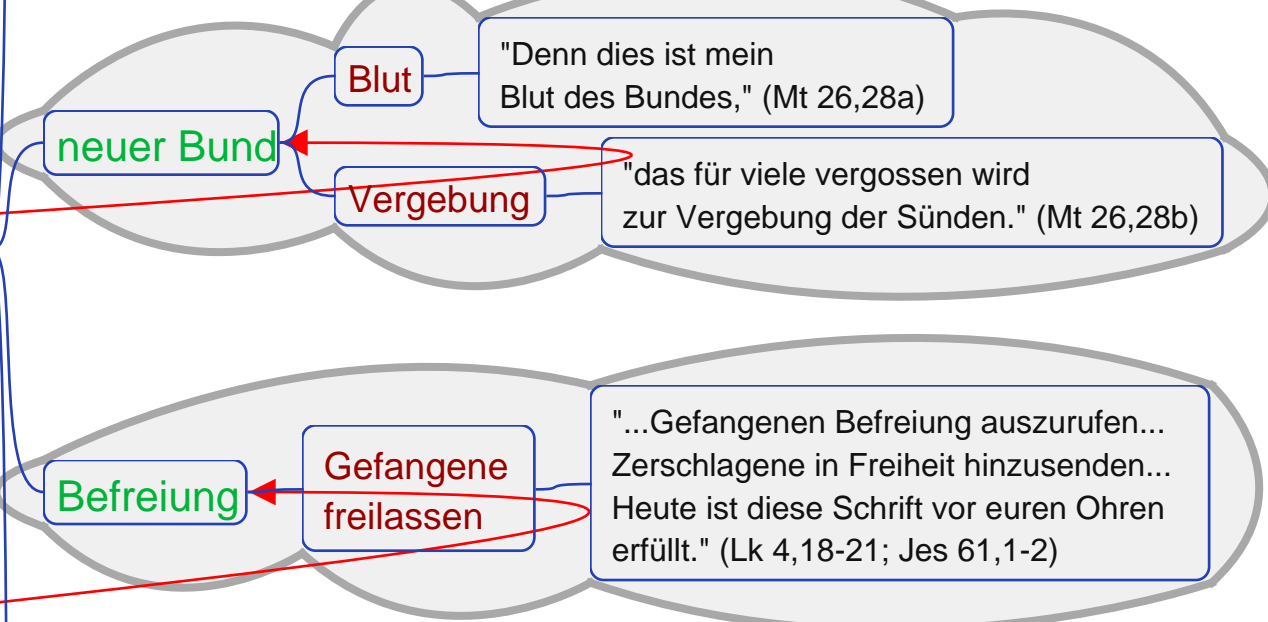 neuer Bund
Blut
"Denn dies ist mein
Blut des Bundes," (Mt 26,28a)
Vergebung
"das für viele vergossen wird
zur Vergebung der Sünden." (Mt 26,28b)
Befreiung
Gefangene
freilassen
"...Gefangenen Befreiung auszurufen...
Zerschlagene in Freiheit hinzusenden...
Heute ist diese Schrift vor euren Ohren
erfüllt." (Lk 4,18-21; Jes 61,1-2)